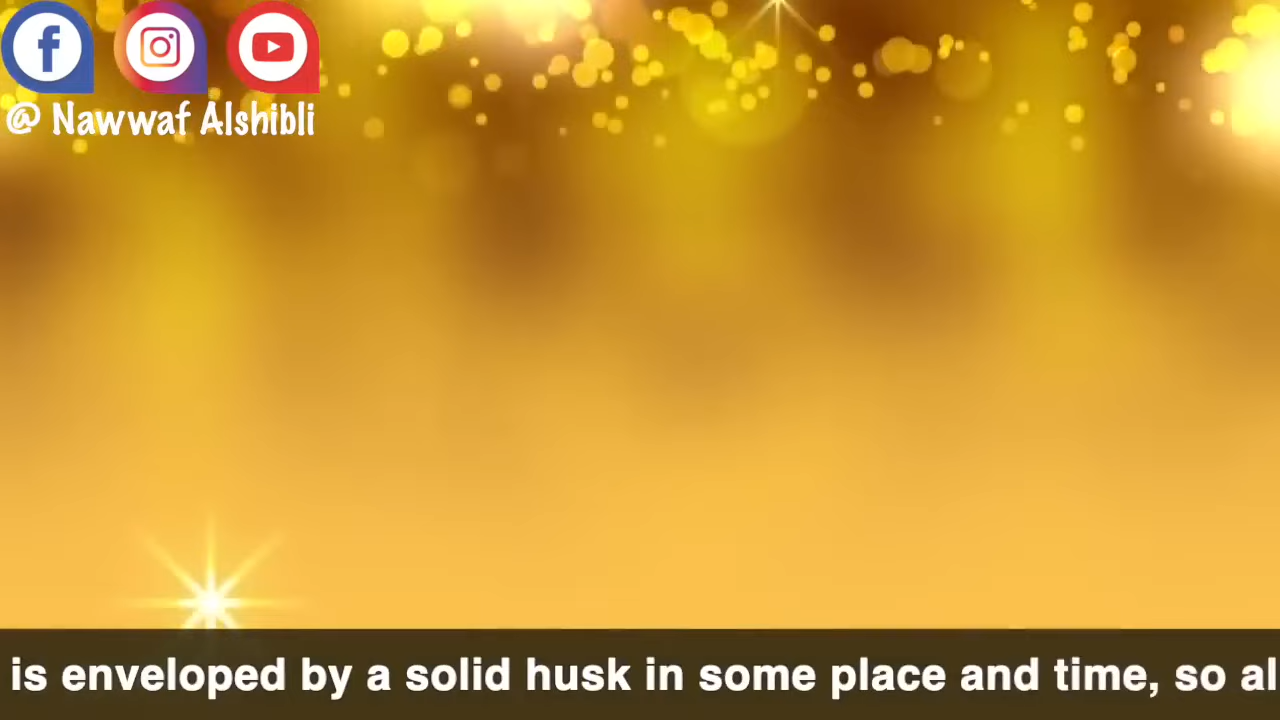 @ Nawwaf Alshibli
is enveloped by a solid husk in some place and time, so al